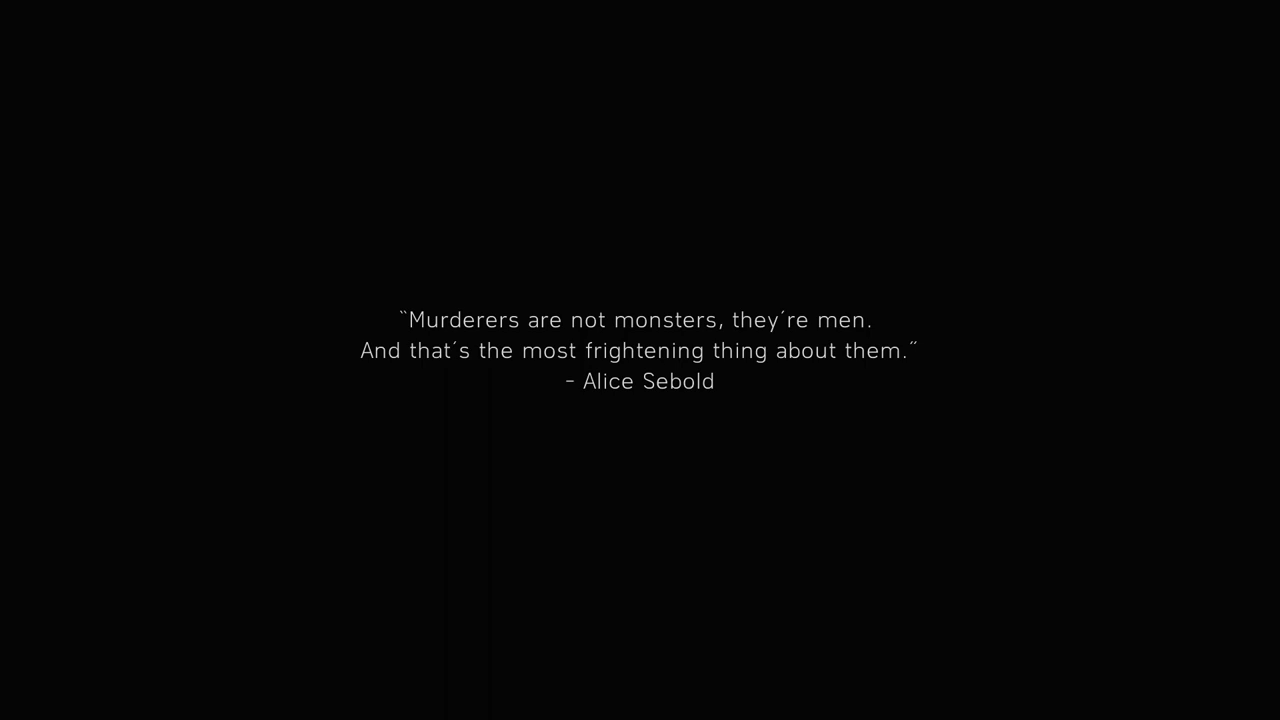 ``Murderers are not monsters, they´re men.
And that´s the most frightening thing about them.˝
- Alice Sebold